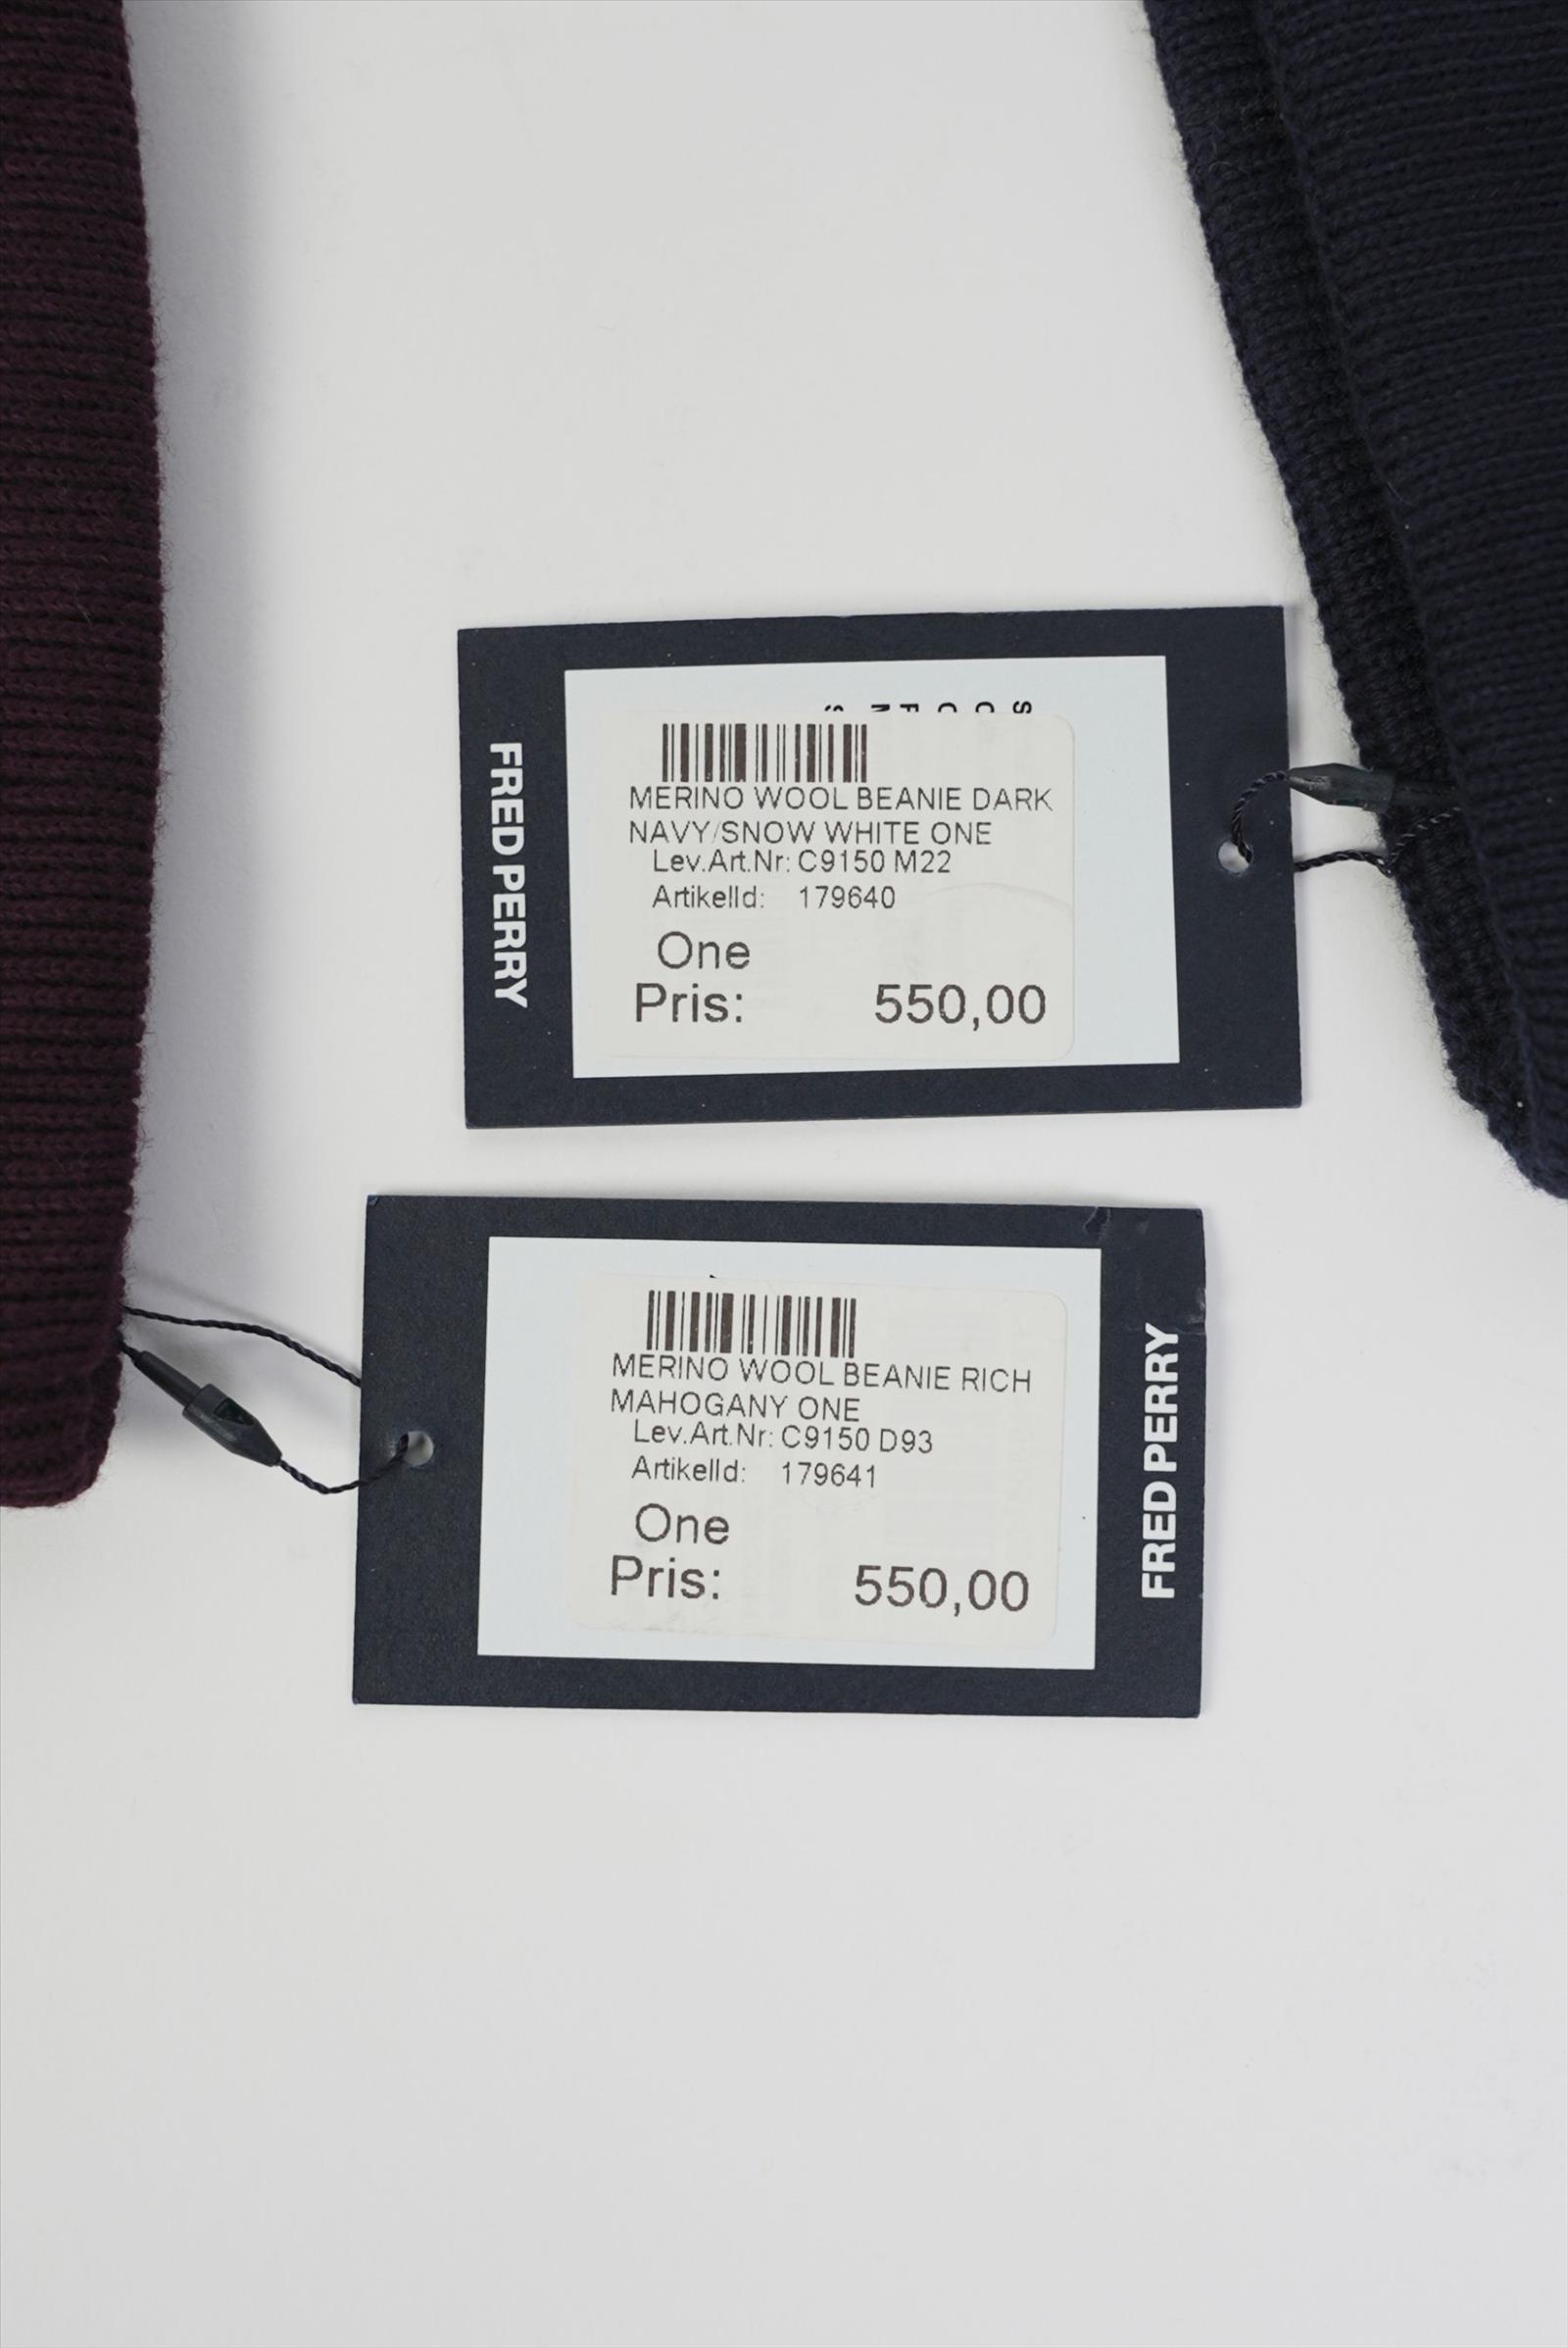 FRED PERRY
MERINO WOOL BEANIE DARK
NAVY/SNOW WHITE ONE
Lev.Art.Nr: C9150 M22
ArtikelId: 179640
One
Pris: 550,00
MERINO WOOL BEANIE RICH
MAHOGANY ONE
Lev.Art.Nr: C9150 D93
ArtikelId: 179641
One
Pris: 550,00
FRED PERRY